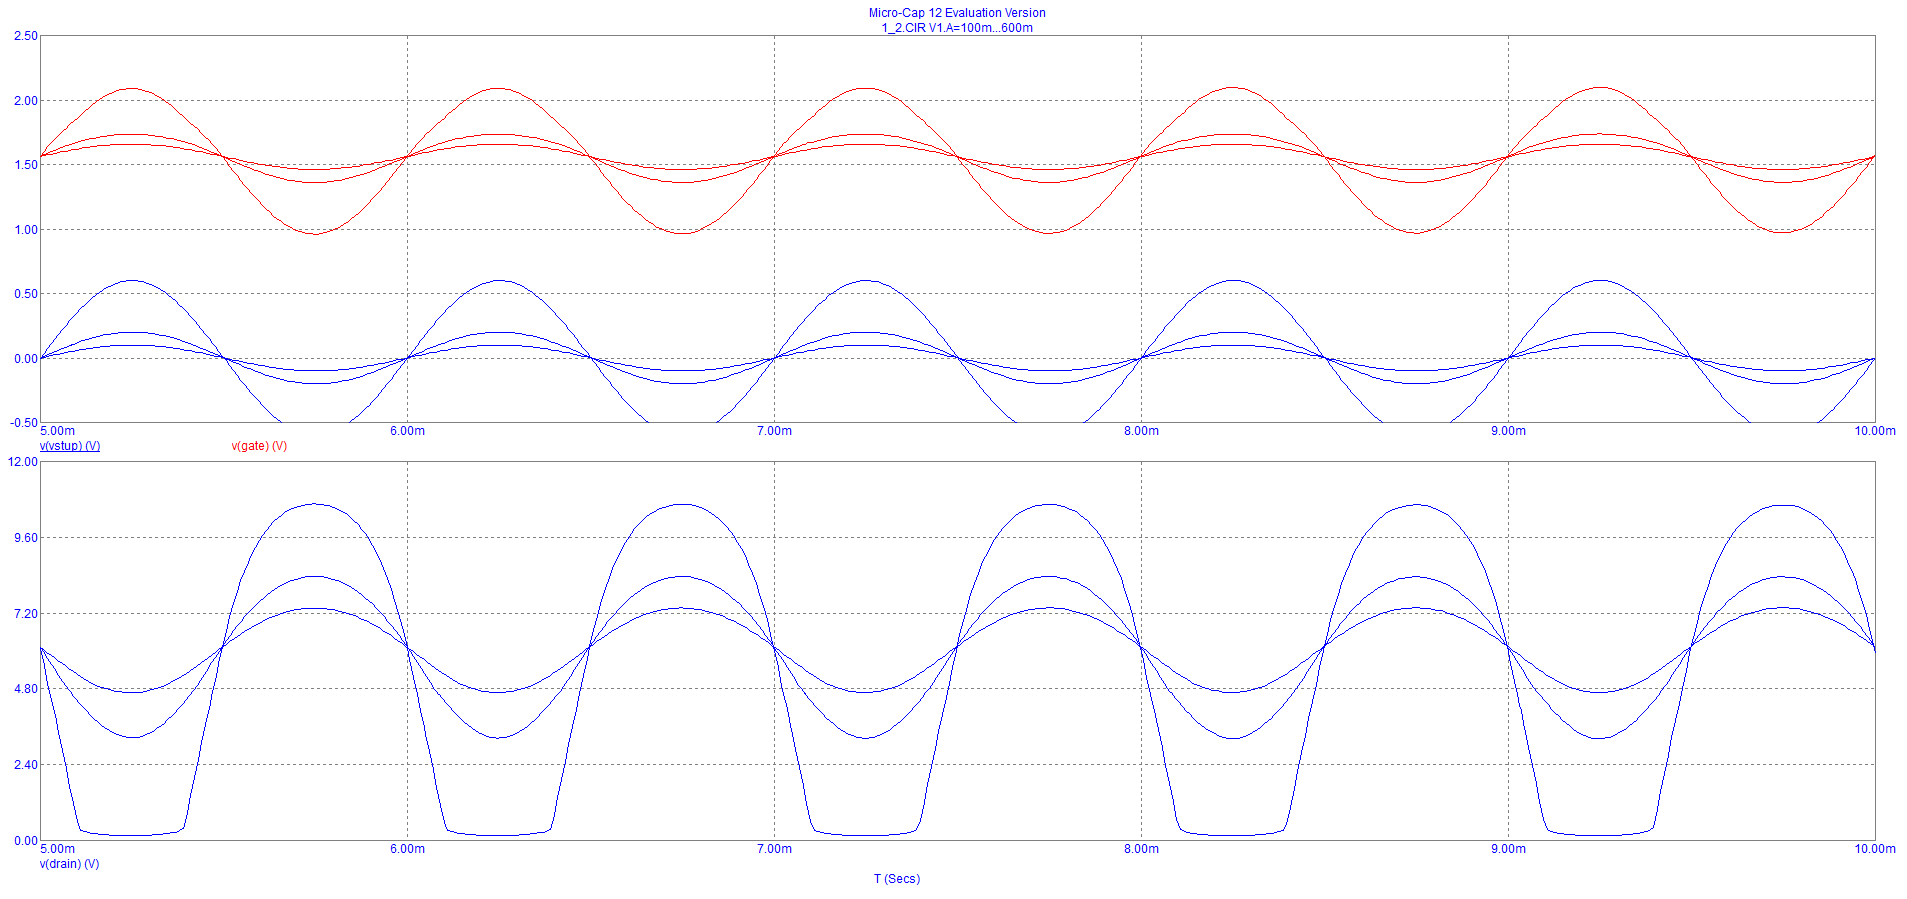 Micro-Cap 12 Evaluation Version
1_2.CIR V1.A=100m...600m
2.50
2.00
1.50
1.00
0.50
0.00
-0.50
5.00m 6.00m 7.00m 8.00m 9.00m 10.00m
v(vstup) (V) v(gate) (V)
12.00
9.60
7.20
4.80
2.40
0.00
5.00m 6.00m 7.00m 8.00m 9.00m 10.00m
v(drain) (V)
T (Secs)